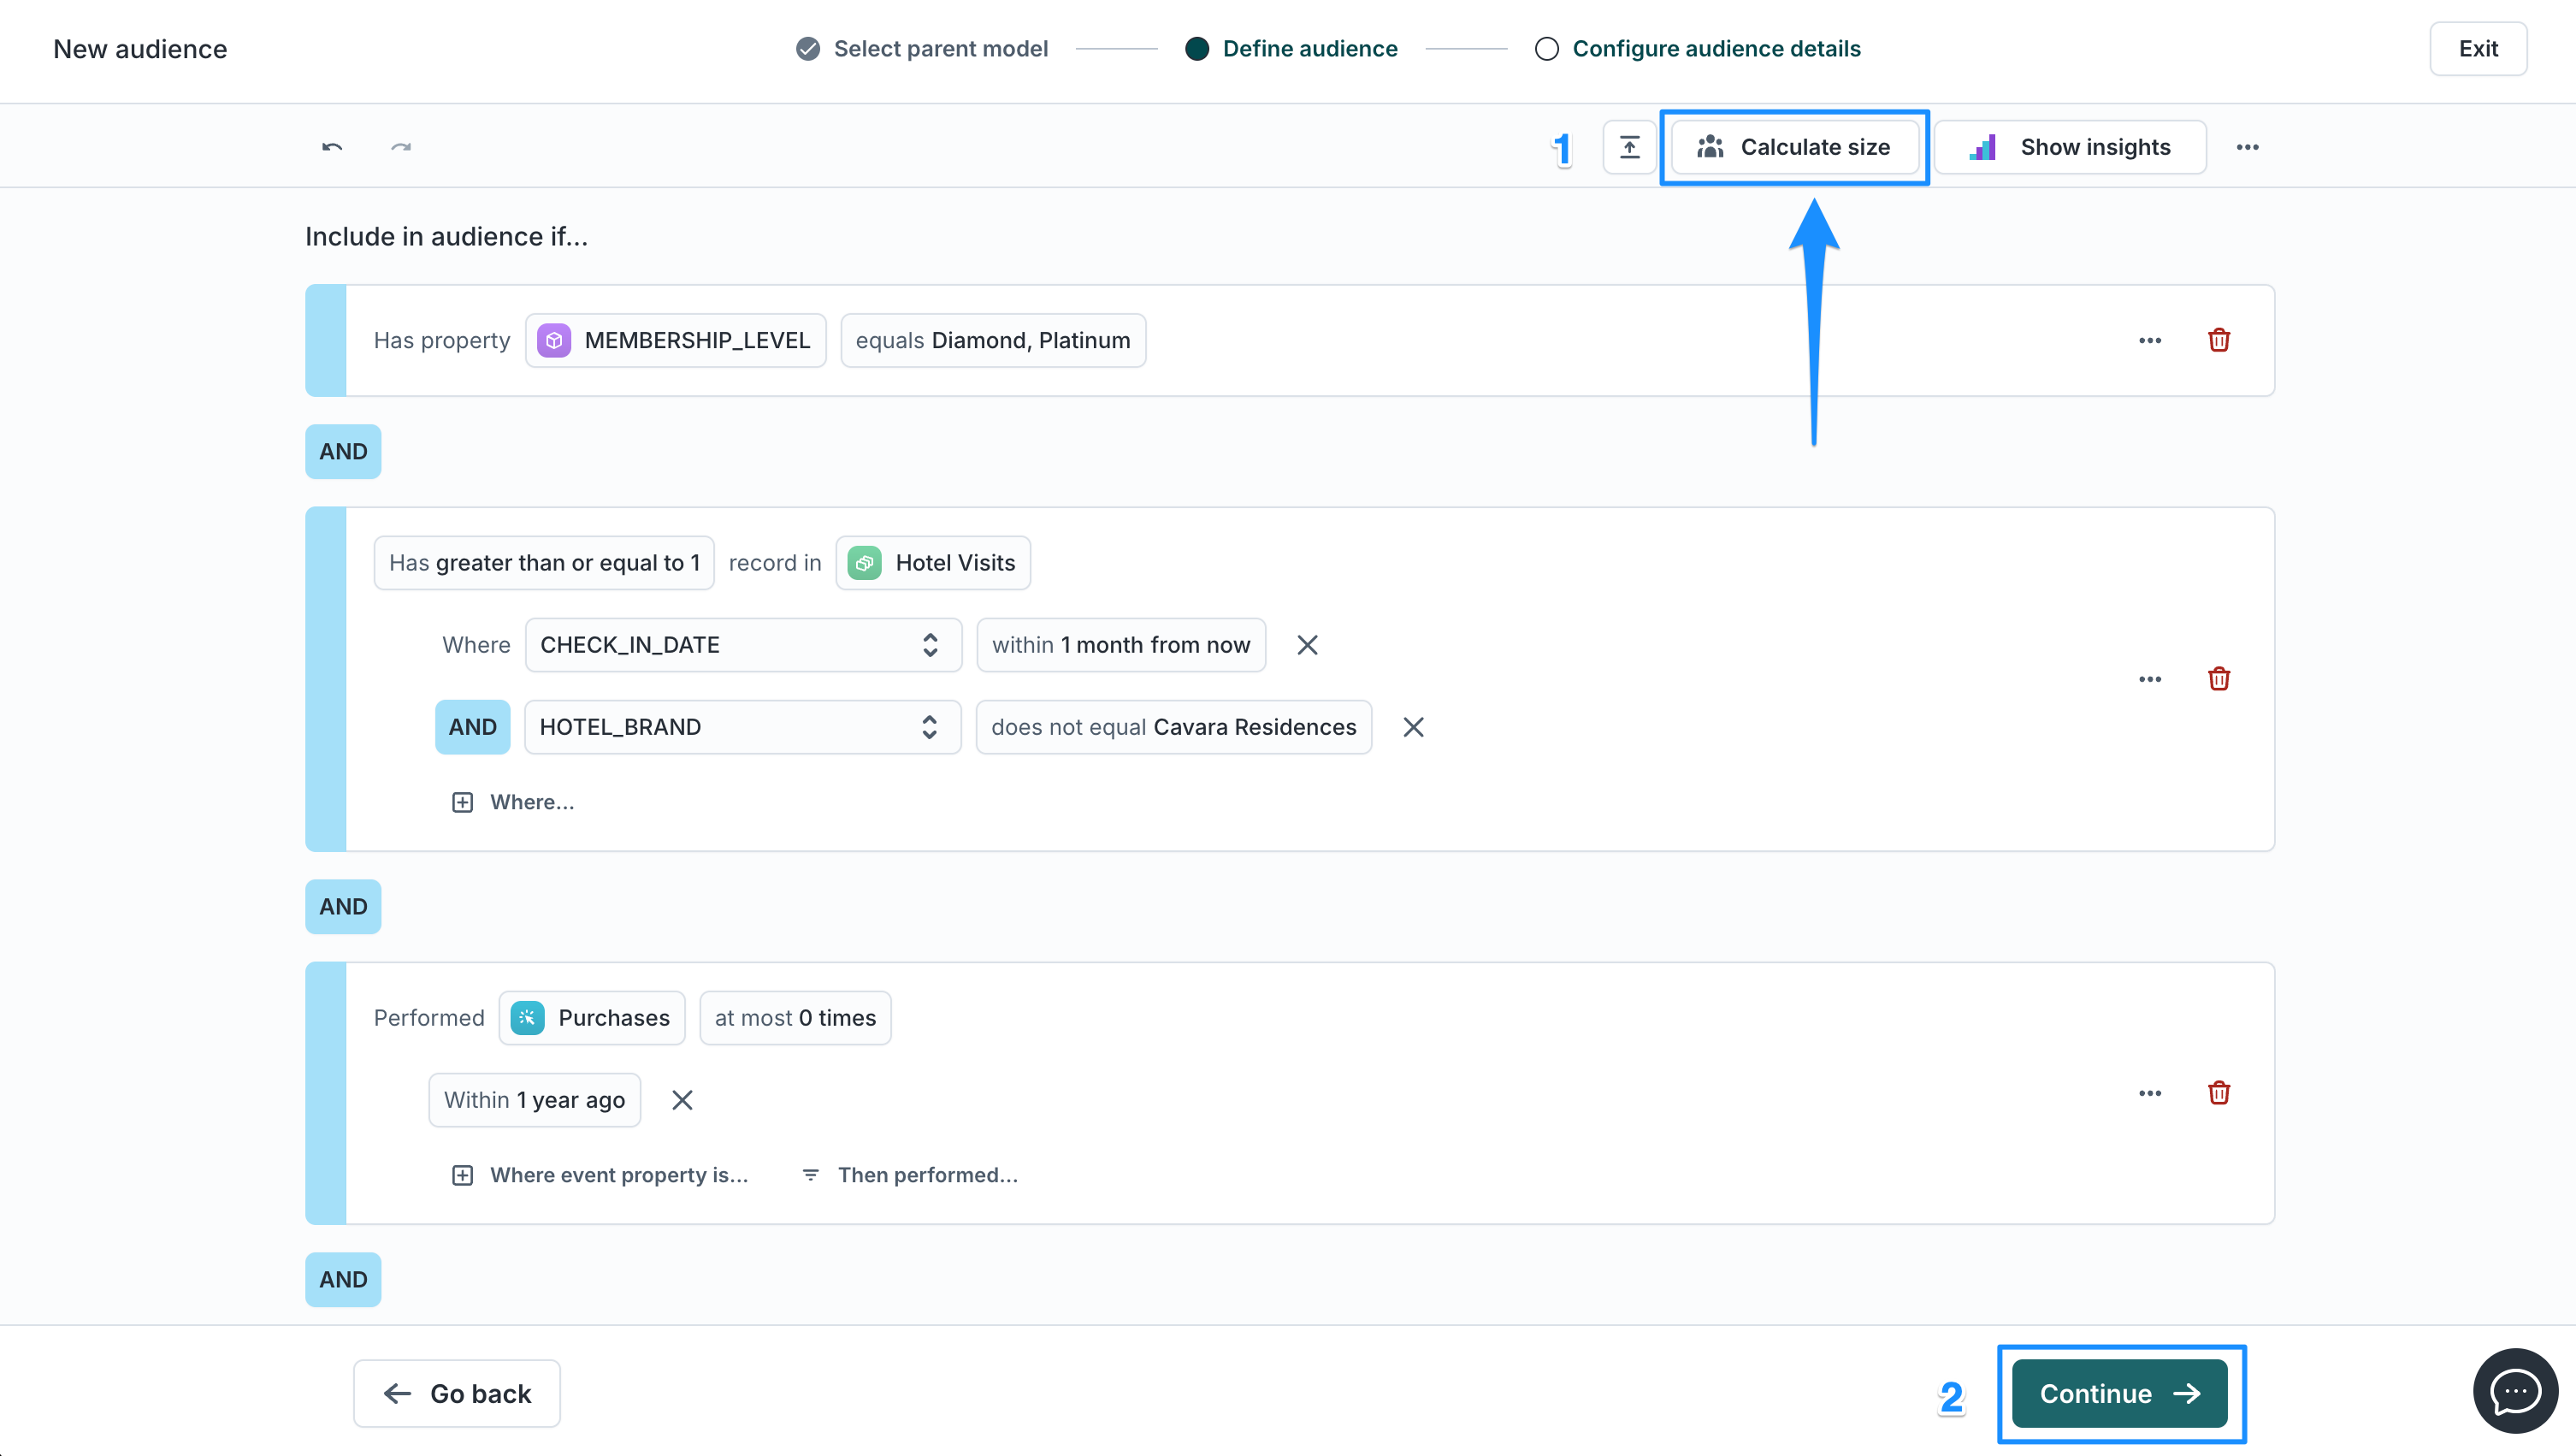 New audience
Select parent model
Define audience
Configure audience details
Exit
1
Calculate size
Show insights
Include in audience if...
Has property MEMBERSHIP_LEVEL equals Diamond, Platinum
AND
Has greater than or equal to 1 record in Hotel Visits
Where CHECK_IN_DATE within 1 month from now
AND HOTEL_BRAND does not equal Cavara Residences
Where...
AND
Performed Purchases at most 0 times
Within 1 year ago
Where event property is... Then performed...
AND
Go back
2
Continue